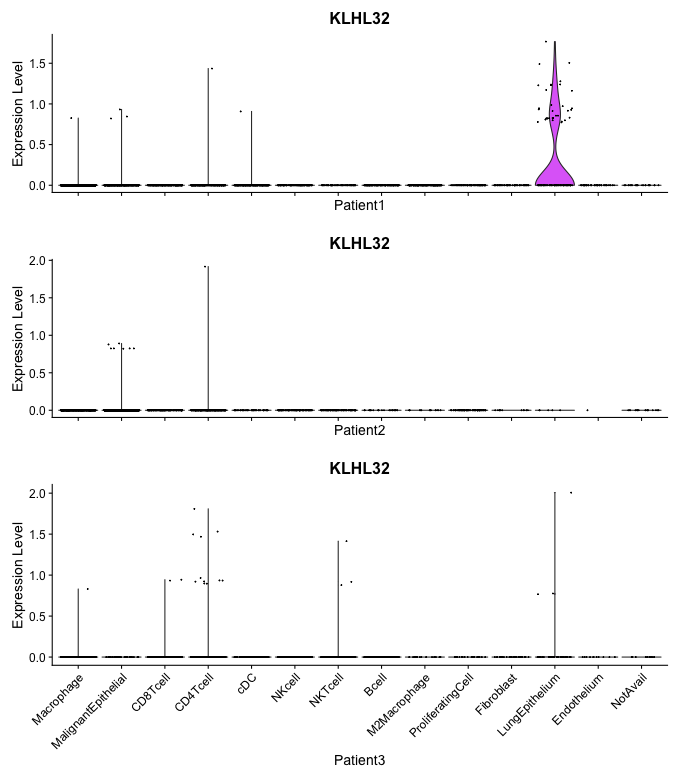 KLHL32
Expression Level
1.5
1.0
0.5
0.0
Patient1
KLHL32
Expression Level
2.0
1.5
1.0
0.5
0.0
Patient2
KLHL32
Expression Level
2.0
1.5
1.0
0.5
0.0
Macrophage
MalignantEpithelial
CD8Tcell
CD4Tcell
cDC
NKcell
NKTcell
Bcell
M2Macrophage
ProliferatingCell
Fibroblast
LungEpithelium
Endothelium
NotAvail
Patient3